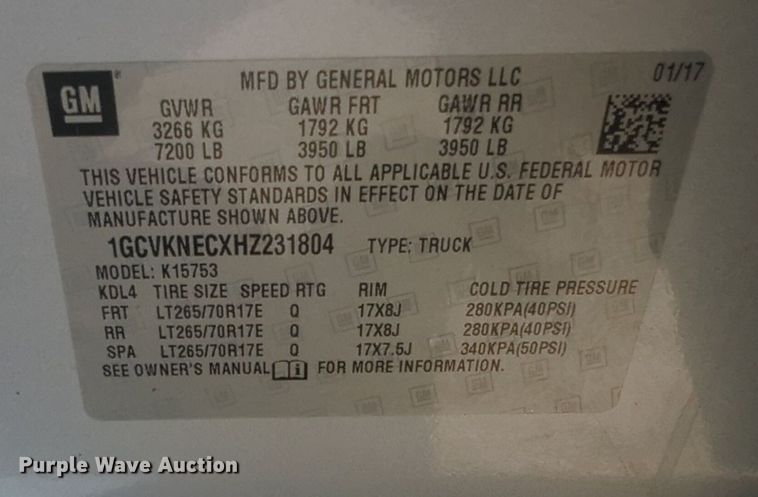 GM ® MFD BY GENERAL MOTORS LLC 01/17
GVWR GAWR FRT GAWR RR
3266 KG 1792 KG 1792 KG
7200 LB 3950 LB 3950 LB
THIS VEHICLE CONFORMS TO ALL APPLICABLE U.S. FEDERAL MOTOR
VEHICLE SAFETY STANDARDS IN EFFECT ON THE DATE OF
MANUFACTURE SHOWN ABOVE.
1GCVKNECXHZ231804 TYPE: TRUCK
MODEL: K15753
KDL4 TIRE SIZE SPEED RTG RIM COLD TIRE PRESSURE
FRT LT265/70R17E Q 17X8J 280KPA(40PSI)
RR LT265/70R17E Q 17X8J 280KPA(40PSI)
SPA LT265/70R17E Q 17X7.5J 340KPA(50PSI)
SEE OWNER'S MANUAL i FOR MORE INFORMATION.
Purple Wave Auction